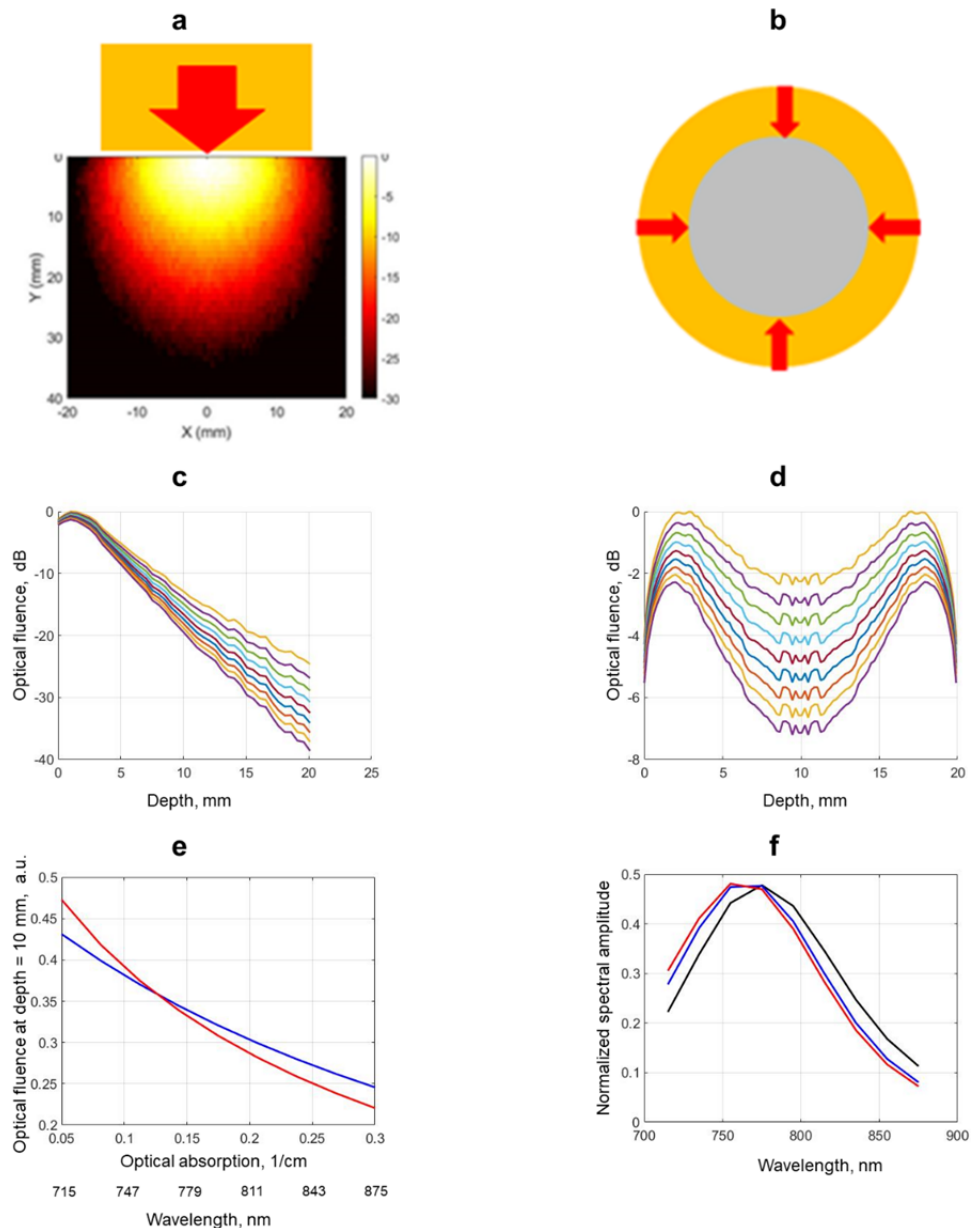 a
b
0
10
20
30
40
Y (mm)
-20
-10
0
10
20
X (mm)
0
-5
-10
-15
-20
-25
-30
c
0
-10
-20
-30
-40
Optical fluence, dB
0 5 10 15 20 25
Depth, mm
d
0
-2
-4
-6
-8
Optical fluence, dB
0 5 10 15 20
Depth, mm
e
0.5
0.45
0.4
0.35
0.3
0.25
0.2
Optical fluence at depth = 10 mm, a.u.
0.05 0.1 0.15 0.2 0.25 0.3
Optical absorption, 1/cm
715 747 779 811 843 875
Wavelength, nm
f
0.5
0.4
0.3
0.2
0.1
0
Normalized spectral amplitude
700 750 800 850 900
Wavelength, nm